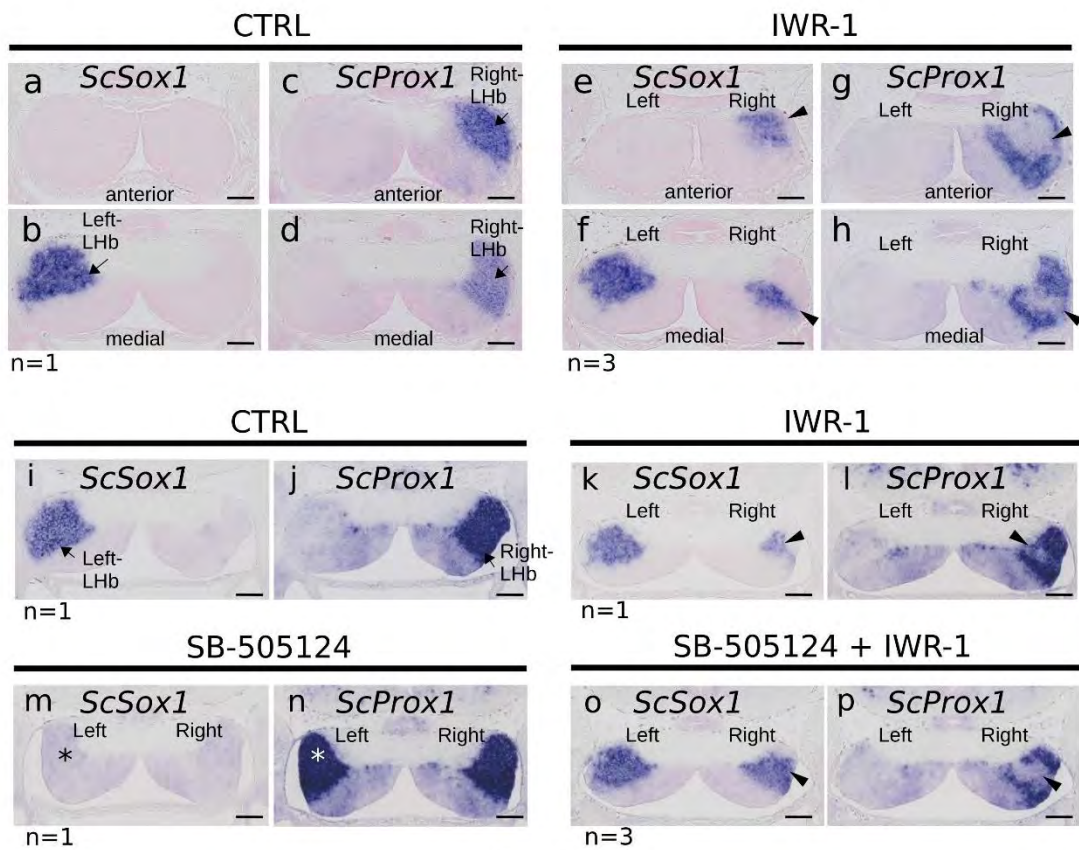 CTRL
IWR-1
a ScSox1
c ScProx1
Right-
LHb
anterior
anterior
e ScSox1
Left Right
anterior
g ScProx1
Left Right
anterior
b
Left-
LHb
medial
d
Right-
LHb
medial
f
Left Right
medial
h
Left Right
medial
n=1
n=3
CTRL
IWR-1
i ScSox1
Left-
LHb
j ScProx1
Right-
LHb
k ScSox1
Left Right
l ScProx1
Left Right
n=1
n=1
SB-505124
SB-505124 + IWR-1
m ScSox1
Left Right
*
n ScProx1
Left Right
*
o ScSox1
Left Right
p ScProx1
Left Right
n=1
n=3